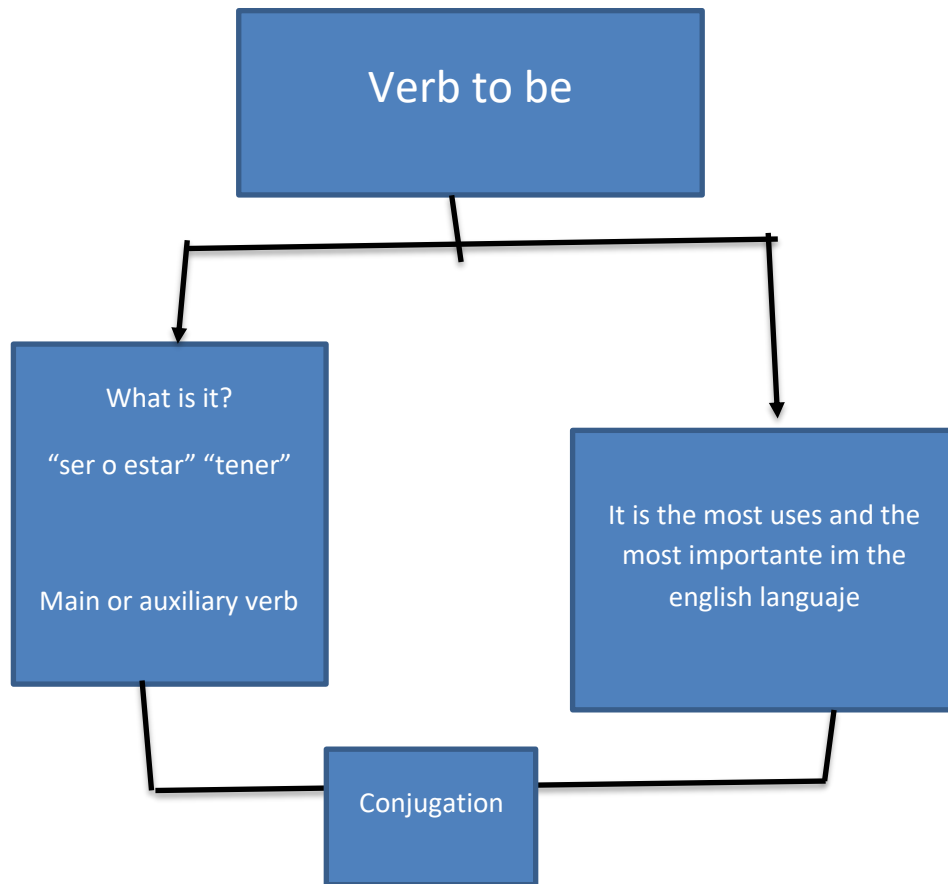 Verb to be
What is it?
“ser o estar” “tener”
Main or auxiliary verb
It is the most uses and the
most importante im the
english languaje
Conjugation